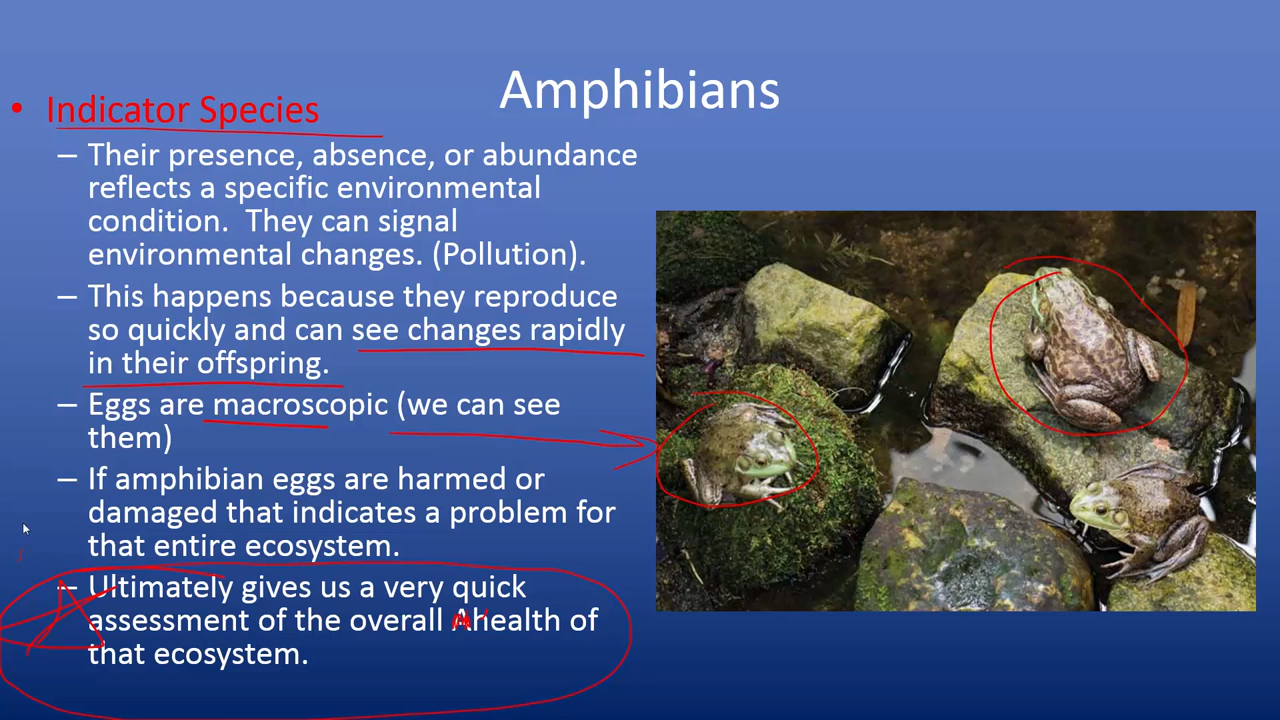 Amphibians
• Indicator Species
– Their presence, absence, or abundance
reflects a specific environmental
condition. They can signal
environmental changes. (Pollution).
– This happens because they reproduce
so quickly and can see changes rapidly
in their offspring.
– Eggs are macroscopic (we can see
them)
– If amphibian eggs are harmed or
damaged that indicates a problem for
that entire ecosystem.
– Ultimately gives us a very quick
assessment of the overall Ahealth of
that ecosystem.